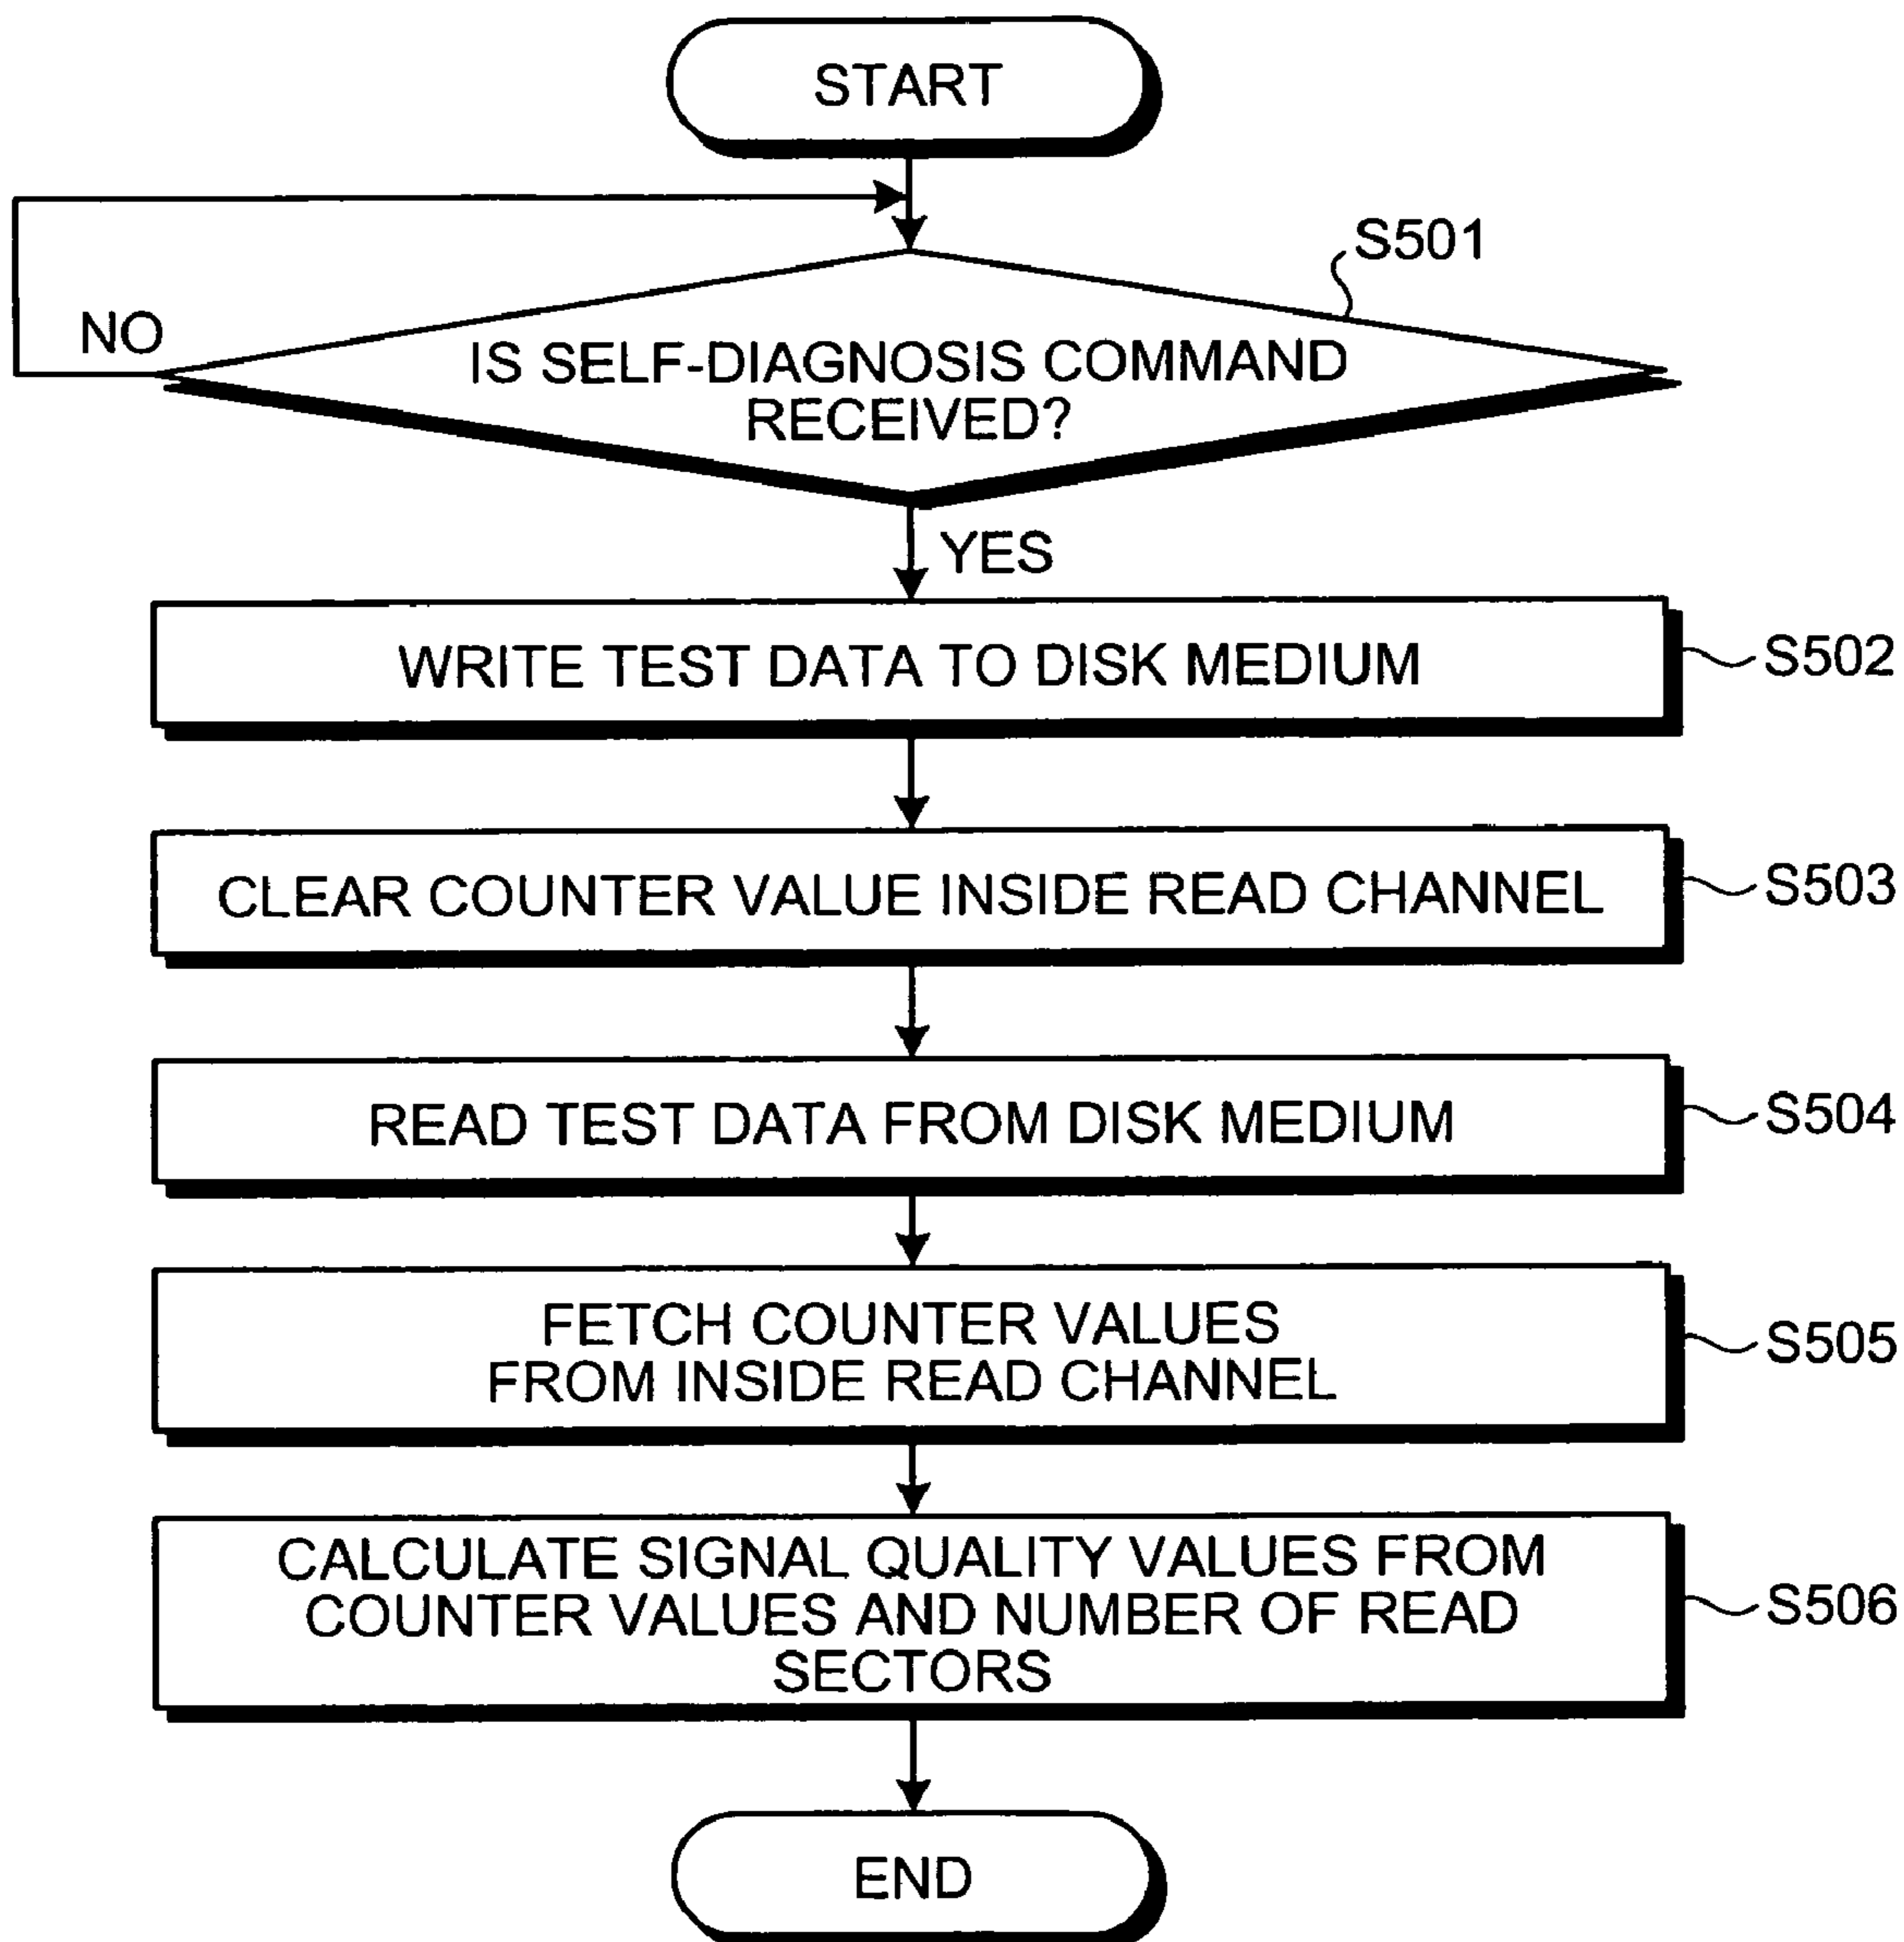 START
S501
NO
IS SELF-DIAGNOSIS COMMAND
RECEIVED?
YES
WRITE TEST DATA TO DISK MEDIUM
S502
CLEAR COUNTER VALUE INSIDE READ CHANNEL
S503
READ TEST DATA FROM DISK MEDIUM
S504
FETCH COUNTER VALUES
FROM INSIDE READ CHANNEL
S505
CALCULATE SIGNAL QUALITY VALUES FROM
COUNTER VALUES AND NUMBER OF READ
SECTORS
S506
END